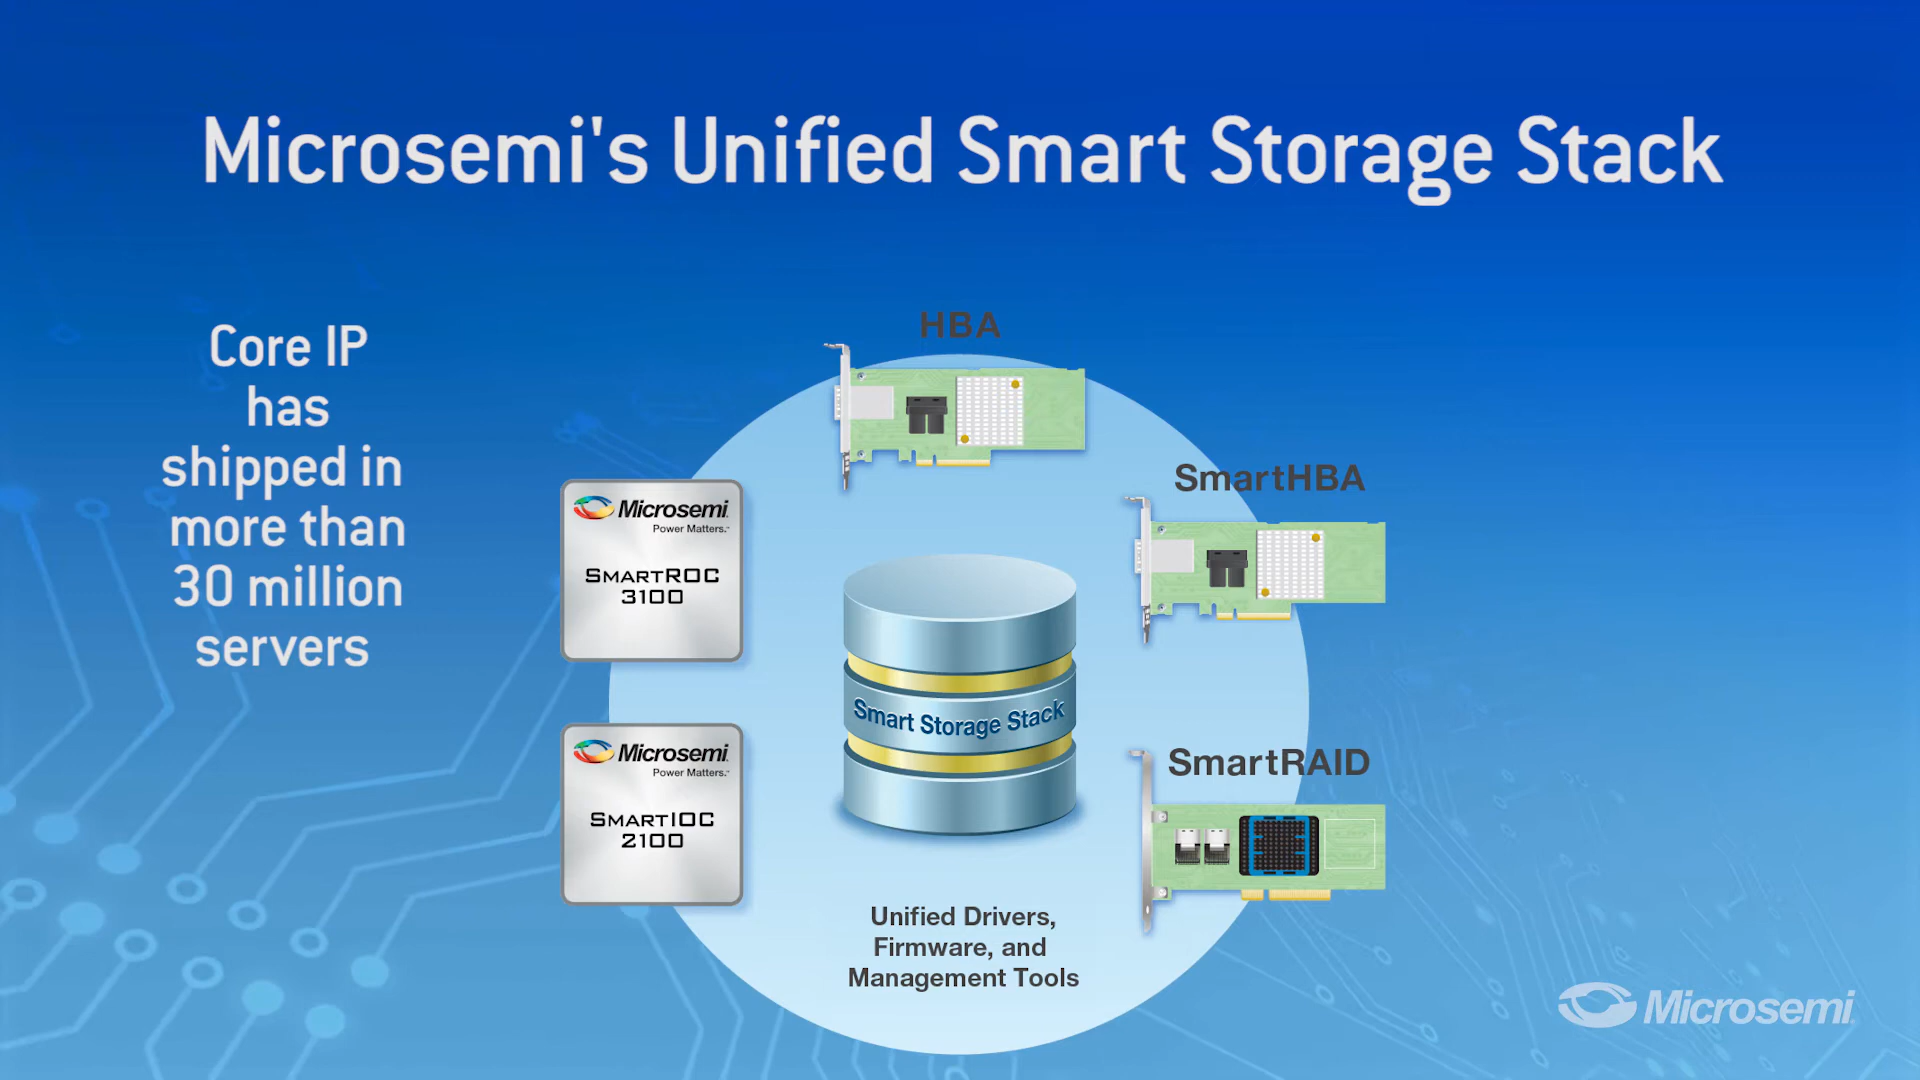 Microsemi's Unified Smart Storage Stack
Core IP
has
shipped in
more than
30 million
servers
HBA
SmartHBA
Microsemi
Power Matters.™
SmartROC
3100
Smart Storage Stack
SmartRAID
Microsemi
Power Matters.™
SmartIOC
2100
Unified Drivers,
Firmware, and
Management Tools
Microsemi